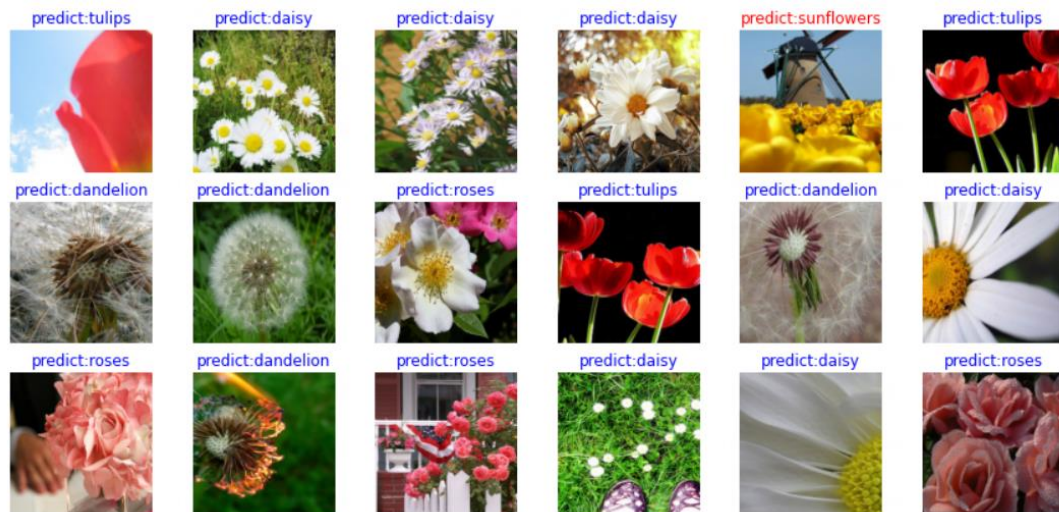 predict:tulips predict:daisy predict:daisy predict:daisy predict:sunflowers predict:tulips
predict:dandelion predict:dandelion predict:roses predict:tulips predict:dandelion predict:daisy
predict:roses predict:dandelion predict:roses predict:daisy predict:daisy predict:roses